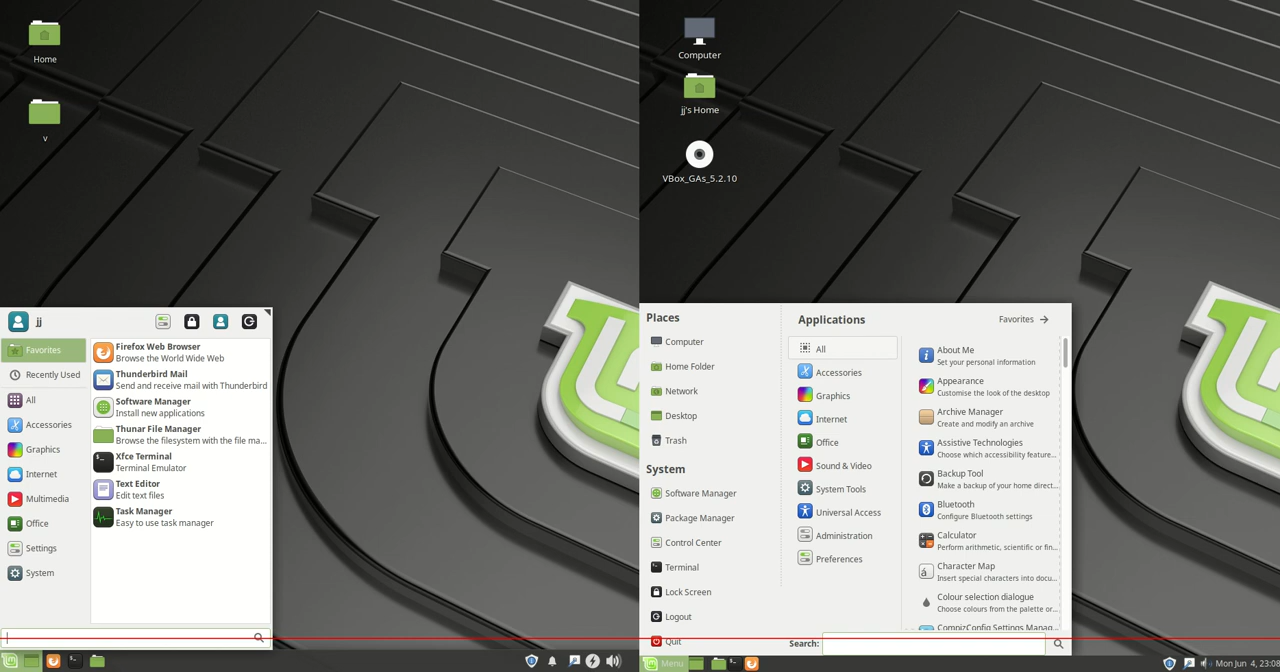 Home
v
jj
Favorites
Recently Used
All
Accessories
Graphics
Internet
Multimedia
Office
Settings
System
Firefox Web Browser
Browse the World Wide Web
Thunderbird Mail
Send and receive mail with Thunderbird
Software Manager
Install new applications
Thunar File Manager
Browse the filesystem with the file ma...
Xfce Terminal
Terminal Emulator
Text Editor
Edit text files
Task Manager
Easy to use task manager
Computer
jj's Home
VBox_GAs_5.2.10
Places
Computer
Home Folder
Network
Desktop
Trash
System
Software Manager
Package Manager
Control Center
Terminal
Lock Screen
Logout
Quit
Applications
Favorites
All
Accessories
Graphics
Internet
Office
Sound & Video
System Tools
Universal Access
Administration
Preferences
About Me
Set your personal information
Appearance
Customise the look of the desktop
Archive Manager
Create and modify an archive
Assistive Technologies
Choose which accessibility feature...
Backup Tool
Make a backup of your home direct...
Bluetooth
Configure Bluetooth settings
Calculator
Perform arithmetic, scientific or fin...
Character Map
Insert special characters into docu...
Colour selection dialogue
Choose colours from the palette or...
CompizConfig Settings Manag...
Search:
Menu
Mon Jun 4, 23:08